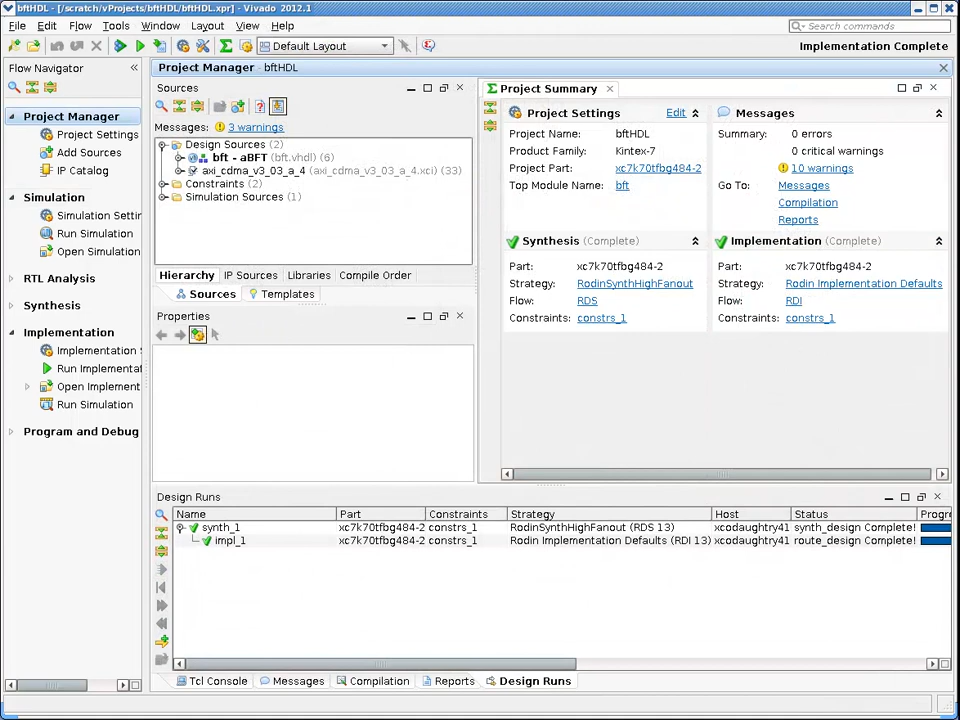 bftHDL - [/scratch/vProjects/bftHDL/bftHDL.xpr] - Vivado 2012.1
File Edit Flow Tools Window Layout View Help
Search commands
Default Layout
Implementation Complete
Flow Navigator
Project Manager
Project Settings
Add Sources
IP Catalog
Simulation
Simulation Settin
Run Simulation
Open Simulation
RTL Analysis
Synthesis
Implementation
Implementation S
Run Implementa
Open Implement
Run Simulation
Program and Debug
Project Manager - bftHDL
Sources
Messages: 3 warnings
Design Sources (2)
bft - aBFT (bft.vhdl) (6)
axi_cdma_v3_03_a_4 (axi_cdma_v3_03_a_4.xci) (33)
Constraints (2)
Simulation Sources (1)
Hierarchy IP Sources Libraries Compile Order
Sources Templates
Properties
Project Summary
Project Settings Edit
Project Name: bftHDL
Product Family: Kintex-7
Project Part: xc7k70tfbg484-2
Top Module Name: bft
Messages
Summary: 0 errors
0 critical warnings
10 warnings
Go To: Messages
Compilation
Reports
Synthesis (Complete)
Part: xc7k70tfbg484-2
Strategy: RodinSynthHighFanout
Flow: RDS
Constraints: constrs_1
Implementation (Complete)
Part: xc7k70tfbg484-2
Strategy: Rodin Implementation Defaults
Flow: RDI
Constraints: constrs_1
Design Runs
Name Part Constraints Strategy Host Status Progre
synth_1 xc7k70tfbg484-2 constrs_1 RodinSynthHighFanout (RDS 13) xcodaughtry41 synth_design Complete!
impl_1 xc7k70tfbg484-2 constrs_1 Rodin Implementation Defaults (RDI 13) xcodaughtry41 route_design Complete!
Tcl Console Messages Compilation Reports Design Runs